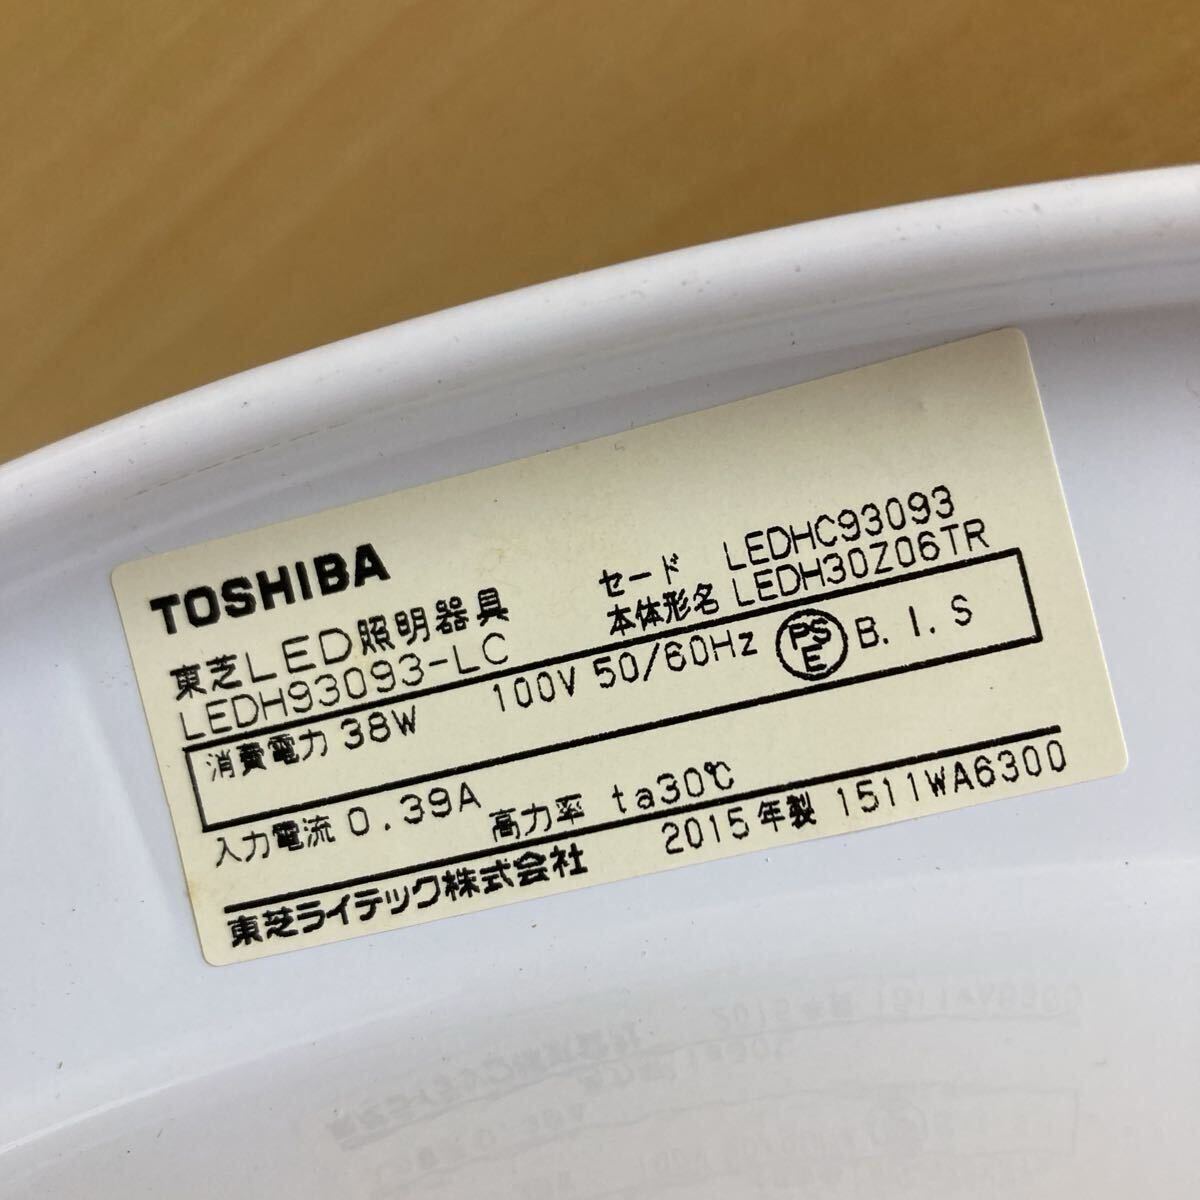 TOSHIBA
東芝LED照明器具
LEDH93093-LC
セード LEDHC93093
本体形名 LEDH30Z06TR
消費電力 38W 100V 50/60Hz PSE B.I.S
入力電流 0.39A 高力率 ta30℃
2015年製 1511WA6300
東芝ライテック株式会社